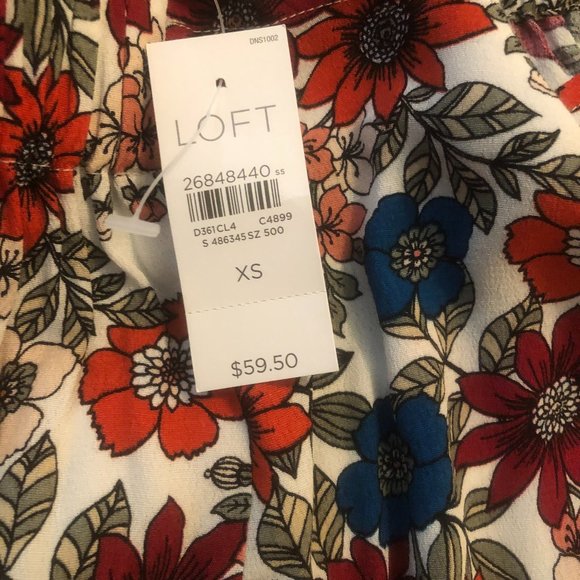 DNS1002
LOFT
26848440 SS
D361CL4 C4899
S 486345 SZ 500
XS
$59.50